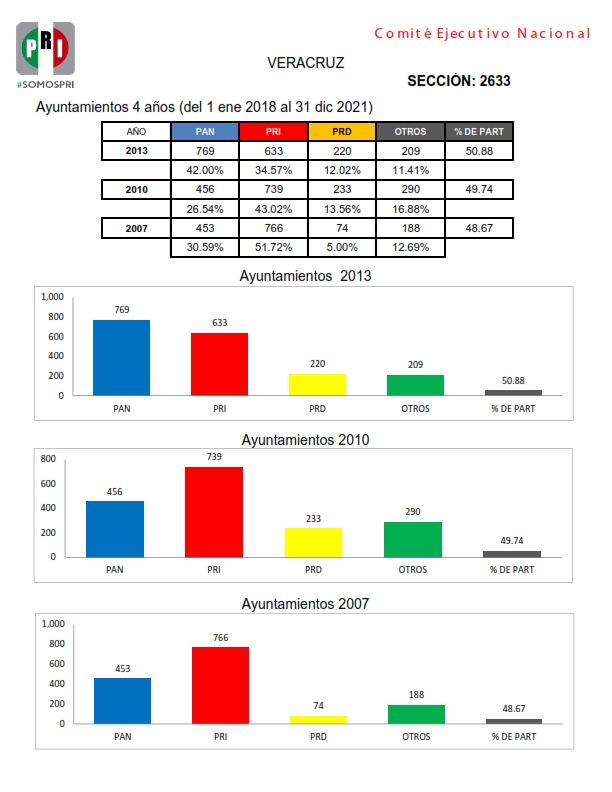 Comité Ejecutivo Nacional
PRI
#SOMOSPRI
VERACRUZ
SECCIÓN: 2633
Ayuntamientos 4 años (del 1 ene 2018 al 31 dic 2021)
AÑO PAN PRI PRD OTROS % DE PART
2013 769 633 220 209 50.88
42.00% 34.57% 12.02% 11.41%
2010 456 739 233 290 49.74
26.54% 43.02% 13.56% 16.88%
2007 453 766 74 188 48.67
30.59% 51.72% 5.00% 12.69%
Ayuntamientos 2013
1,000
800
600
400
200
0
769 633 220 209 50.88
PAN PRI PRD OTROS % DE PART
Ayuntamientos 2010
800
600
400
200
0
456 739 233 290 49.74
PAN PRI PRD OTROS % DE PART
Ayuntamientos 2007
1,000
800
600
400
200
0
453 766 74 188 48.67
PAN PRI PRD OTROS % DE PART